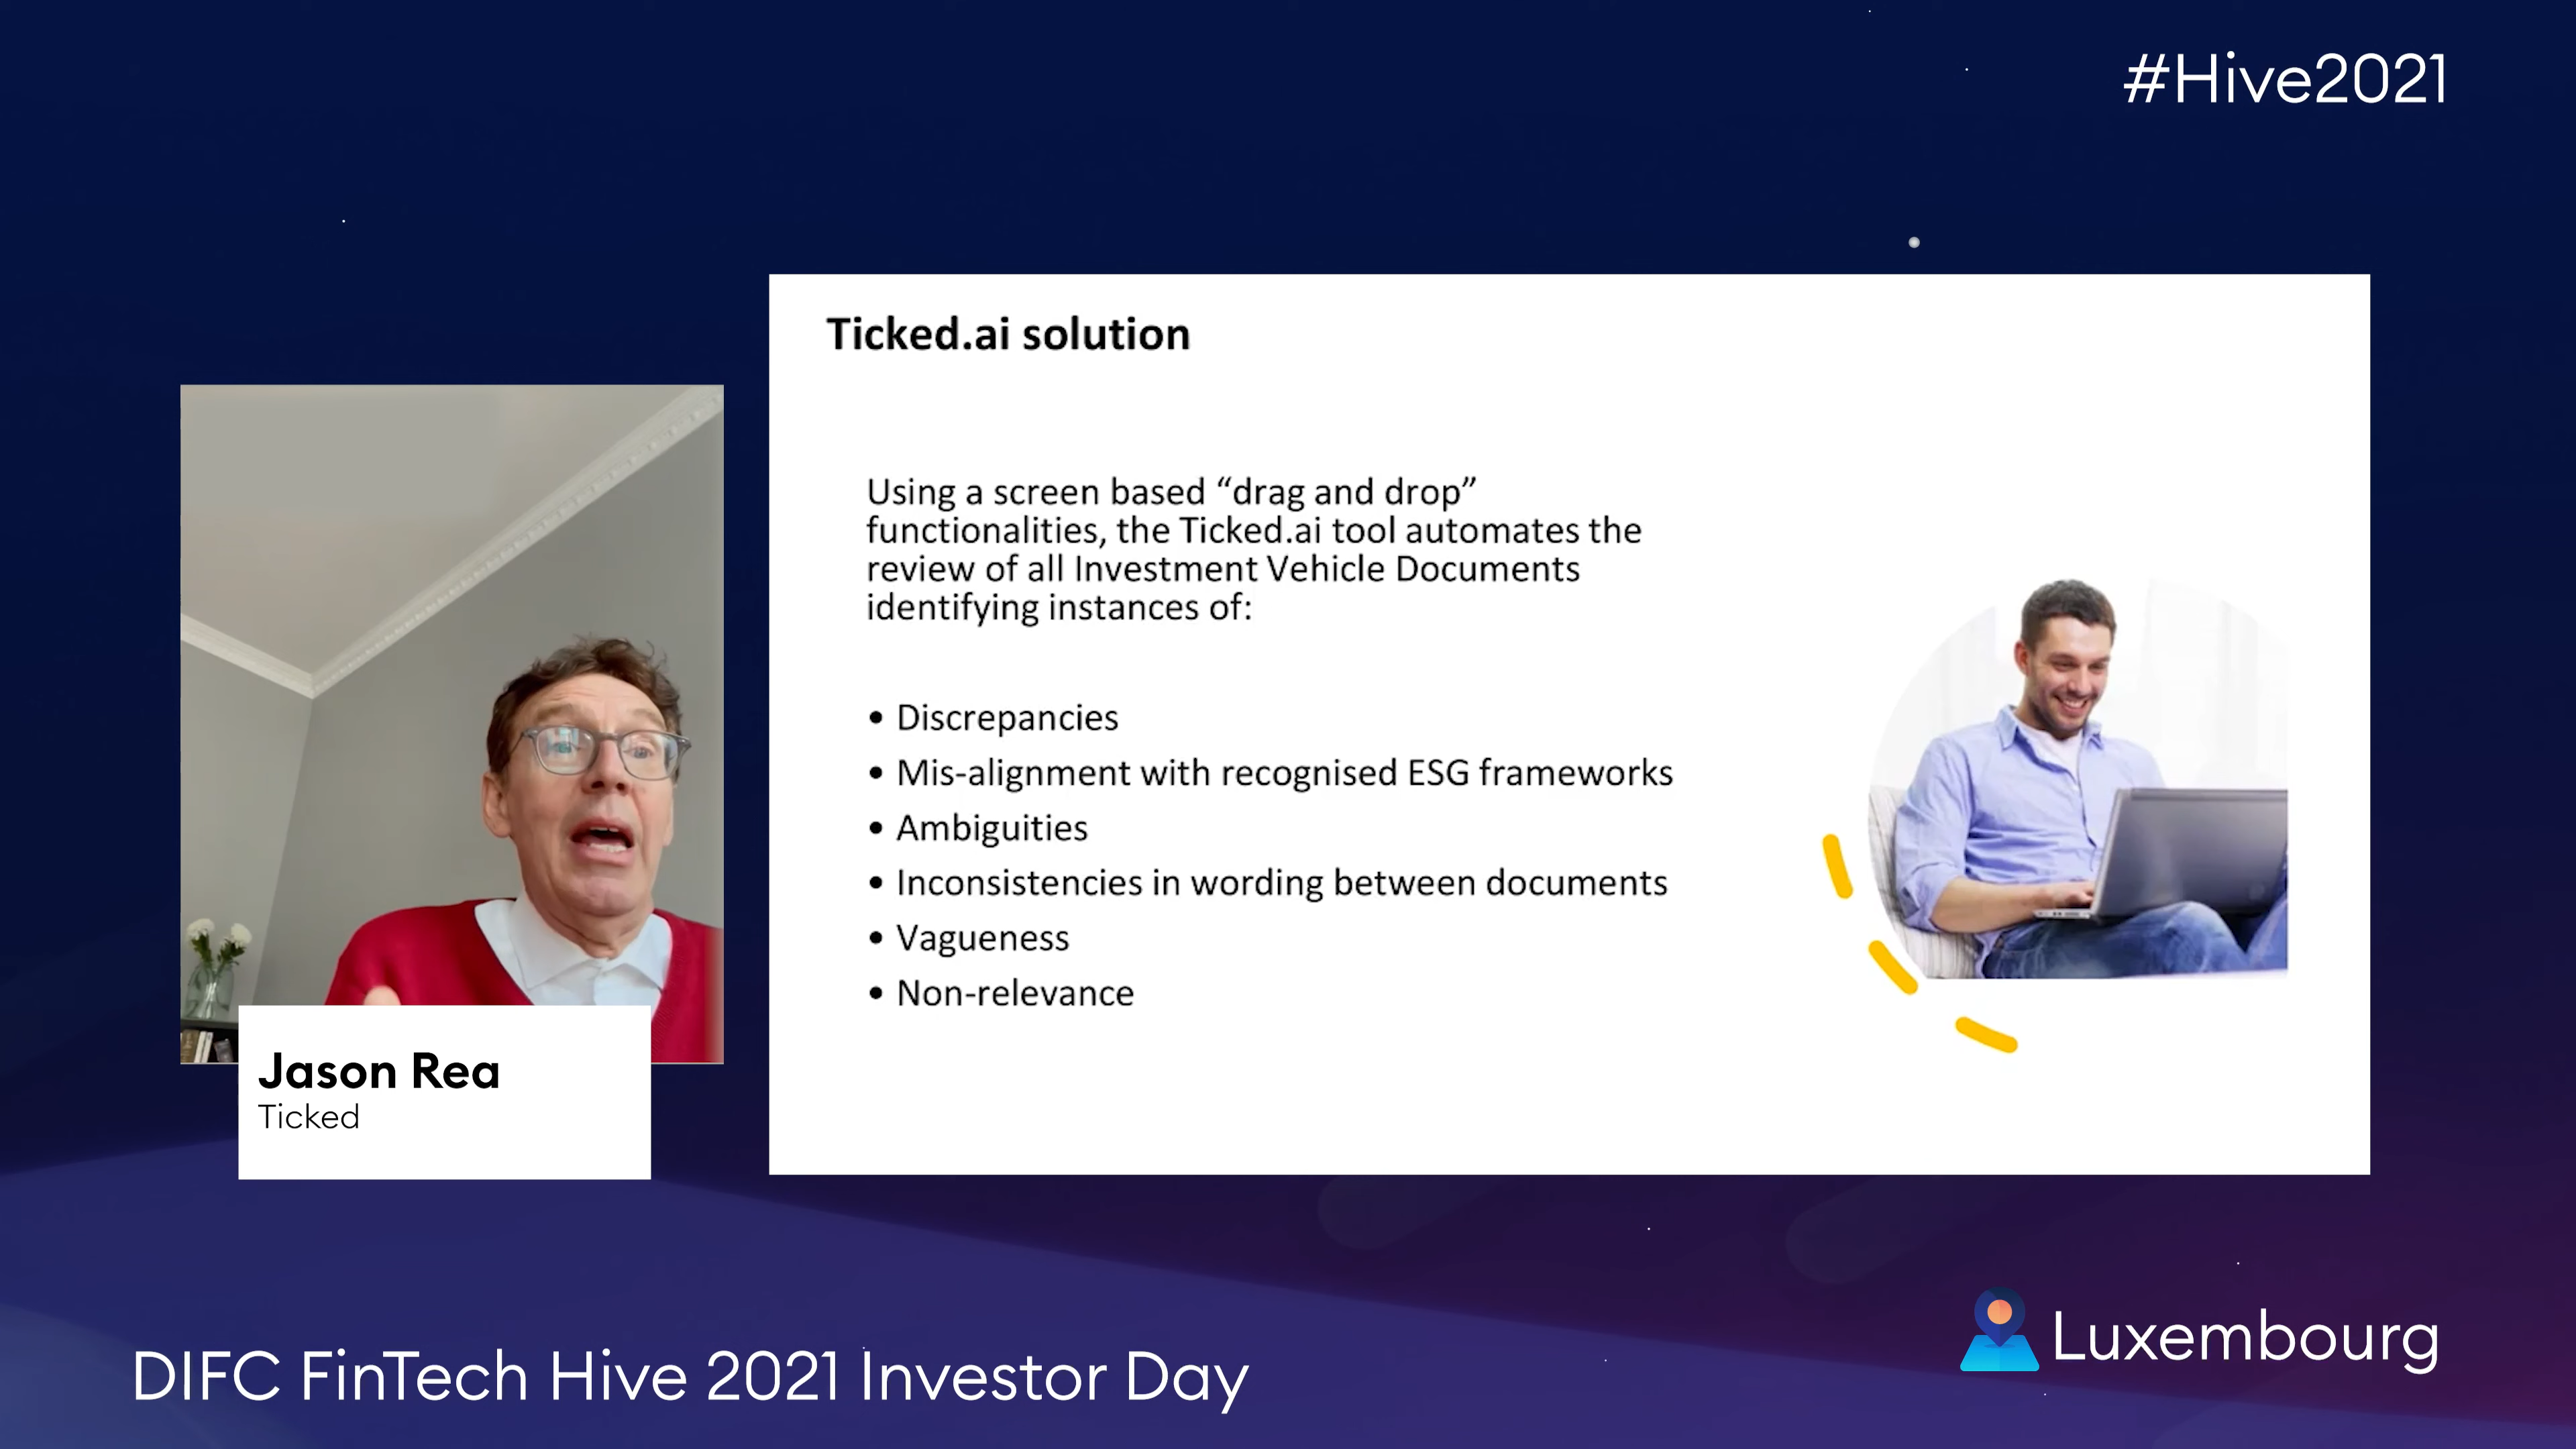 #Hive2021
Ticked.ai solution
Using a screen based “drag and drop”
functionalities, the Ticked.ai tool automates the
review of all Investment Vehicle Documents
identifying instances of:
• Discrepancies
• Mis-alignment with recognised ESG frameworks
• Ambiguities
• Inconsistencies in wording between documents
• Vagueness
• Non-relevance
Jason Rea
Ticked
DIFC FinTech Hive 2021 Investor Day
Luxembourg